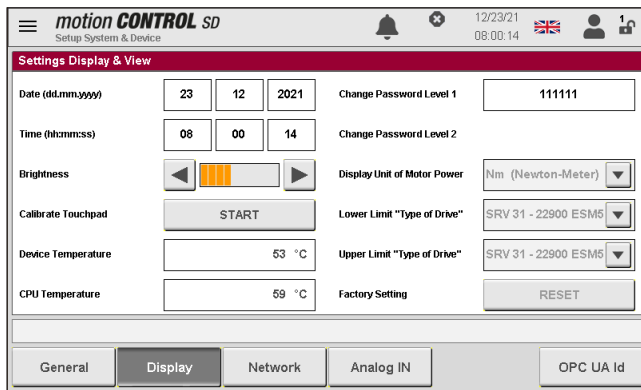 motion CONTROL SD
Setup System & Device
12/23/21
08:00:14
1
Settings Display & View
Date (dd.mm.yyyy) 23 12 2021 Change Password Level 1 111111
Time (hh:mm:ss) 08 00 14 Change Password Level 2
Brightness Display Unit of Motor Power Nm (Newton-Meter)
Calibrate Touchpad START Lower Limit "Type of Drive" SRV 31 - 22900 ESM5
Device Temperature 53 °C Upper Limit "Type of Drive" SRV 31 - 22900 ESM5
CPU Temperature 59 °C Factory Setting RESET
General Display Network Analog IN OPC UA Id